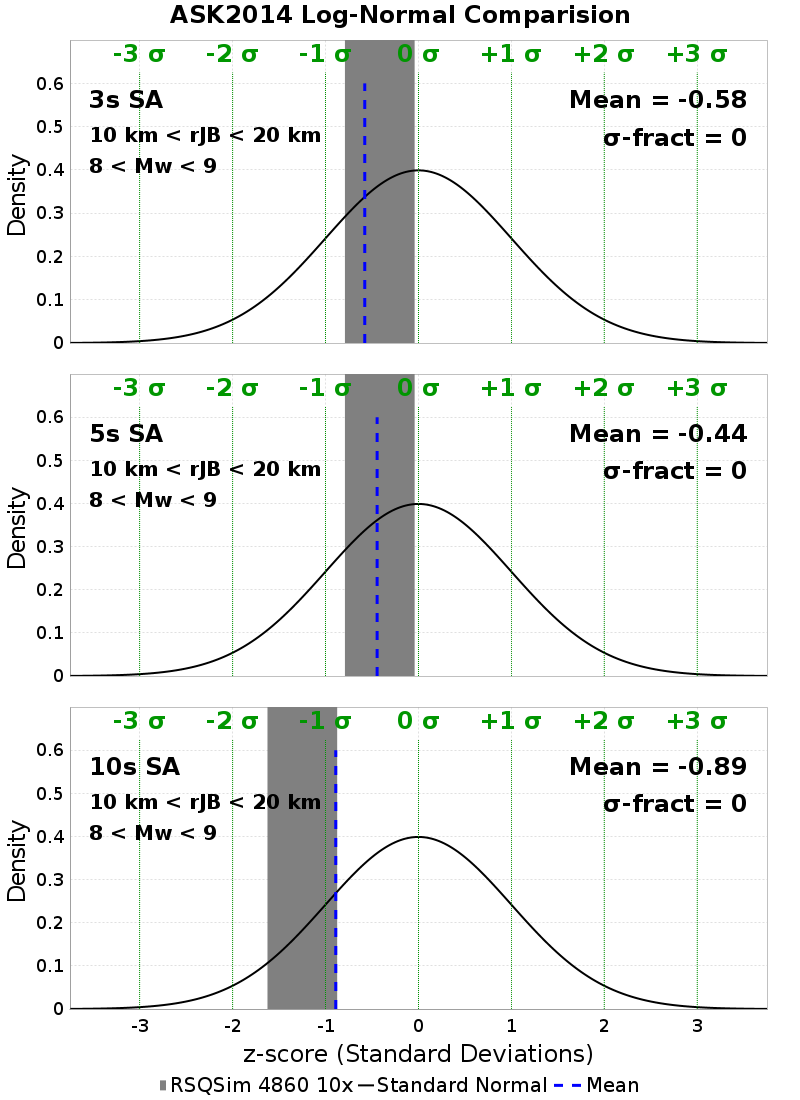 ASK2014 Log-Normal Comparision
-3 σ -2 σ -1 σ 0 σ +1 σ +2 σ +3 σ
3s SA
10 km < rJB < 20 km
8 < Mw < 9
Mean = -0.58
σ-fract = 0
Density
0.6
0.5
0.4
0.3
0.2
0.1
0
-3 σ -2 σ -1 σ 0 σ +1 σ +2 σ +3 σ
5s SA
10 km < rJB < 20 km
8 < Mw < 9
Mean = -0.44
σ-fract = 0
Density
0.6
0.5
0.4
0.3
0.2
0.1
0
-3 σ -2 σ -1 σ 0 σ +1 σ +2 σ +3 σ
10s SA
10 km < rJB < 20 km
8 < Mw < 9
Mean = -0.89
σ-fract = 0
Density
0.6
0.5
0.4
0.3
0.2
0.1
0
-3 -2 -1 0 1 2 3
z-score (Standard Deviations)
RSQSim 4860 10x Standard Normal Mean